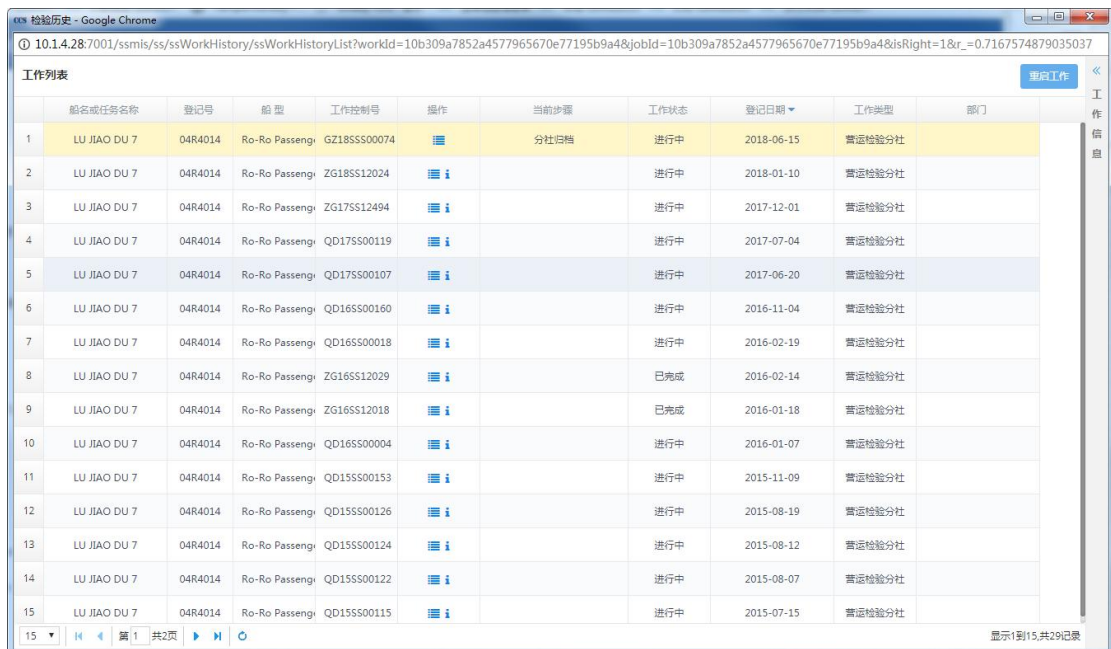 CCS 检验历史 - Google Chrome
10.1.4.28:7001/ssmis/ss/ssWorkHistory/ssWorkHistoryList?workId=10b309a7852a4577965670e77195b9a4&jobId=10b309a7852a4577965670e77195b9a4&isRight=1&r_=0.7167574879035037
工作列表 重启工作
船名或任务名称 登记号 船型 工作控制号 操作 当前步骤 工作状态 登记日期 工作类型 部门
1 LU JIAO DU 7 04R4014 Ro-Ro Passeng GZ18SSS00074 分社归档 进行中 2018-06-15 营运检验分社
2 LU JIAO DU 7 04R4014 Ro-Ro Passeng ZG18SS12024 进行中 2018-01-10 营运检验分社
3 LU JIAO DU 7 04R4014 Ro-Ro Passeng ZG17SS12494 进行中 2017-12-01 营运检验分社
4 LU JIAO DU 7 04R4014 Ro-Ro Passeng QD17SS00119 进行中 2017-07-04 营运检验分社
5 LU JIAO DU 7 04R4014 Ro-Ro Passeng QD17SS00107 进行中 2017-06-20 营运检验分社
6 LU JIAO DU 7 04R4014 Ro-Ro Passeng QD16SS00160 进行中 2016-11-04 营运检验分社
7 LU JIAO DU 7 04R4014 Ro-Ro Passeng QD16SS00018 进行中 2016-02-19 营运检验分社
8 LU JIAO DU 7 04R4014 Ro-Ro Passeng ZG16SS12029 已完成 2016-02-14 营运检验分社
9 LU JIAO DU 7 04R4014 Ro-Ro Passeng ZG16SS12018 已完成 2016-01-18 营运检验分社
10 LU JIAO DU 7 04R4014 Ro-Ro Passeng QD16SS00004 进行中 2016-01-07 营运检验分社
11 LU JIAO DU 7 04R4014 Ro-Ro Passeng QD15SS00153 进行中 2015-11-09 营运检验分社
12 LU JIAO DU 7 04R4014 Ro-Ro Passeng QD15SS00126 进行中 2015-08-19 营运检验分社
13 LU JIAO DU 7 04R4014 Ro-Ro Passeng QD15SS00124 进行中 2015-08-12 营运检验分社
14 LU JIAO DU 7 04R4014 Ro-Ro Passeng QD15SS00122 进行中 2015-08-07 营运检验分社
15 LU JIAO DU 7 04R4014 Ro-Ro Passeng QD15SS00115 进行中 2015-07-15 营运检验分社
15 第 1 共2页 显示1到15,共29记录
工作信息